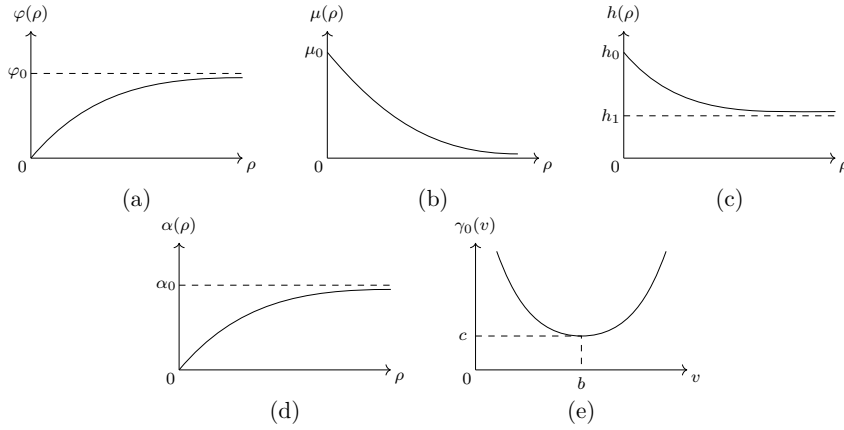 φ(ρ)
φ₀
0
ρ
(a)
μ(ρ)
μ₀
0
ρ
(b)
h(ρ)
h₀
h₁
0
ρ
(c)
α(ρ)
α₀
0
ρ
(d)
γ₀(v)
c
0
b
v
(e)